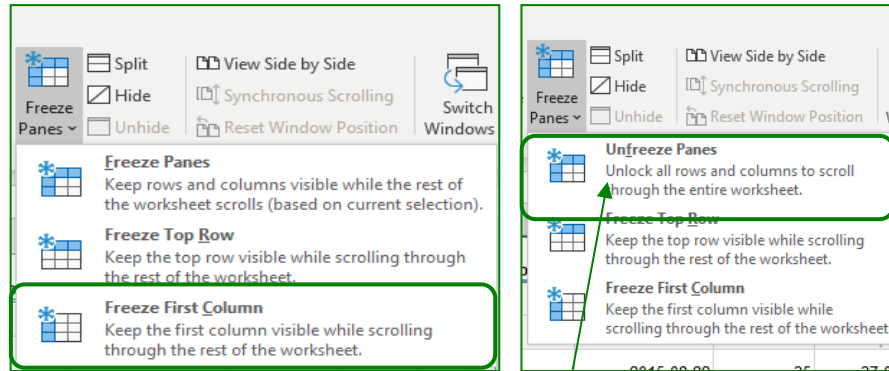 Split
View Side by Side
Hide
Synchronous Scrolling
Freeze
Panes
Unhide
Reset Window Position
Switch
Windows
Freeze Panes
Keep rows and columns visible while the rest of
the worksheet scrolls (based on current selection).
Freeze Top Row
Keep the top row visible while scrolling through
the rest of the worksheet.
Freeze First Column
Keep the first column visible while scrolling
through the rest of the worksheet.
Split
View Side by Side
Hide
Synchronous Scrolling
Freeze
Panes
Unhide
Reset Window Position
Unfreeze Panes
Unlock all rows and columns to scroll
through the entire worksheet.
Freeze Top Row
Keep the top row visible while scrolling
through the rest of the worksheet.
Freeze First Column
Keep the first column visible while
scrolling through the rest of the worksheet